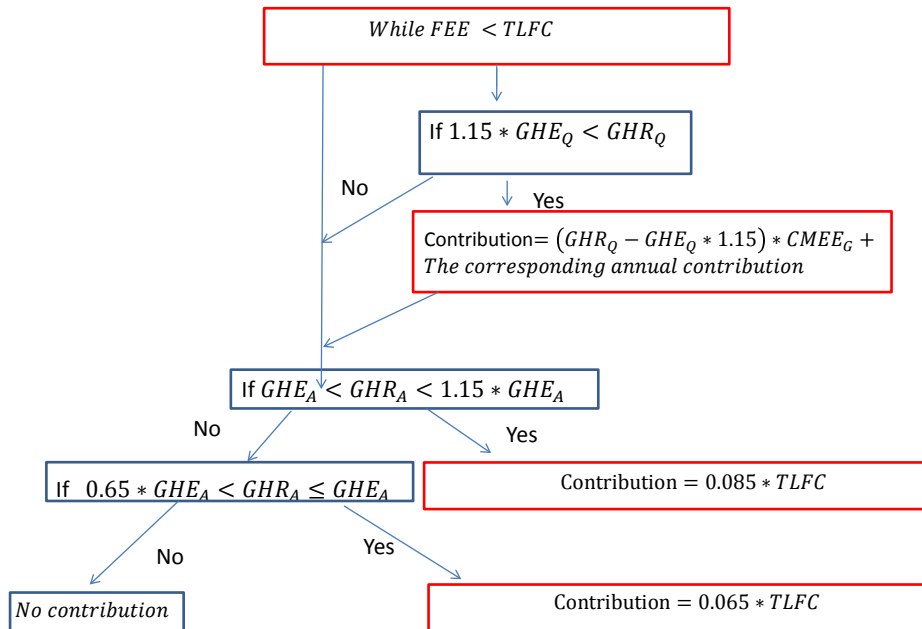 While FEE < TLFC
If 1.15 * GHE_Q < GHR_Q
No
Yes
Contribution= (GHR_Q − GHE_Q * 1.15) * CMEE_G +
The corresponding annual contribution
If GHE_A < GHR_A < 1.15 * GHE_A
No
Yes
If 0.65 * GHE_A < GHR_A ≤ GHE_A
Contribution = 0.085 * TLFC
No
Yes
No contribution
Contribution = 0.065 * TLFC